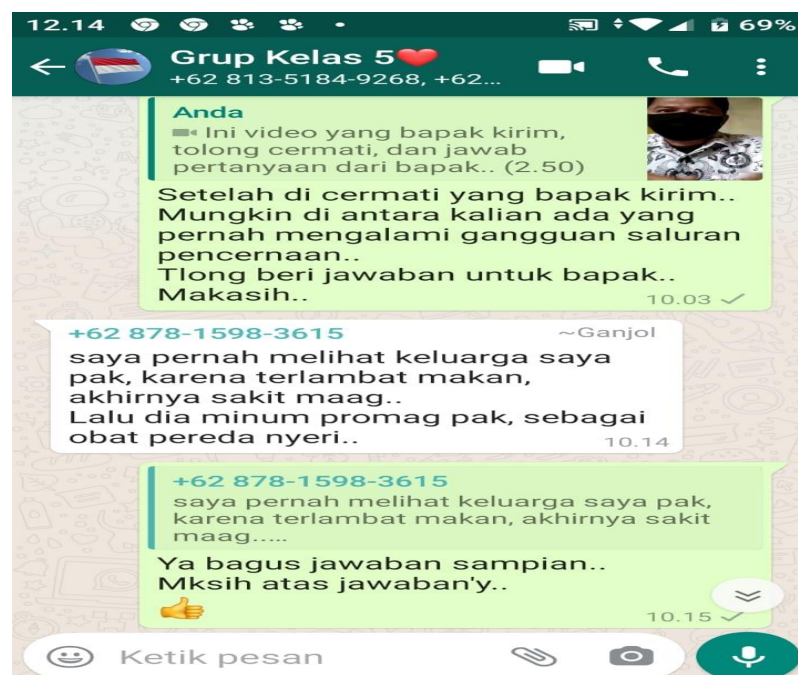 12.14 69%
Grup Kelas 5❤️
+62 813-5184-9268, +62...
Anda
Ini video yang bapak kirim,
tolong cermati, dan jawab
pertanyaan dari bapak.. (2.50)
Setelah di cermati yang bapak kirim..
Mungkin di antara kalian ada yang
pernah mengalami gangguan saluran
pencernaan..
Tlong beri jawaban untuk bapak..
Makasih..
10.03
+62 878-1598-3615 ~Ganjol
saya pernah melihat keluarga saya
pak, karena terlambat makan,
akhirnya sakit maag..
Lalu dia minum promag pak, sebagai
obat pereda nyeri..
10.14
+62 878-1598-3615
saya pernah melihat keluarga saya pak,
karena terlambat makan, akhirnya sakit
maag.....
Ya bagus jawaban sampian..
Mksih atas jawaban'y..
👍
10.15
Ketik pesan